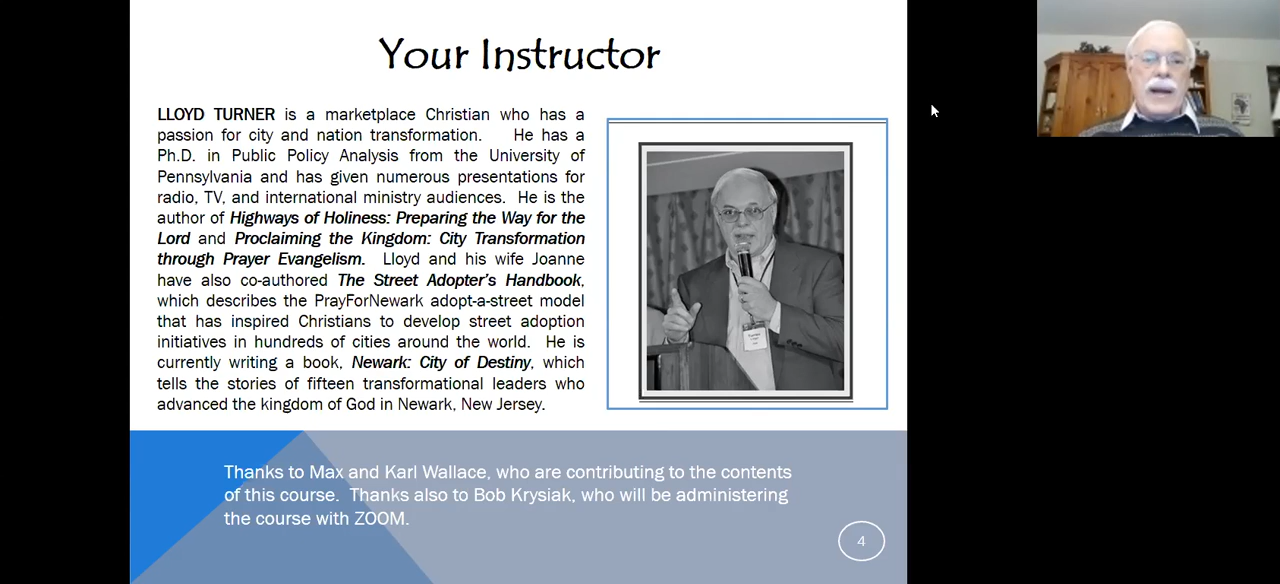 Your Instructor
LLOYD TURNER is a marketplace Christian who has a
passion for city and nation transformation. He has a
Ph.D. in Public Policy Analysis from the University of
Pennsylvania and has given numerous presentations for
radio, TV, and international ministry audiences. He is the
author of Highways of Holiness: Preparing the Way for the
Lord and Proclaiming the Kingdom: City Transformation
through Prayer Evangelism. Lloyd and his wife Joanne
have also co-authored The Street Adopter's Handbook,
which describes the PrayForNewark adopt-a-street model
that has inspired Christians to develop street adoption
initiatives in hundreds of cities around the world. He is
currently writing a book, Newark: City of Destiny, which
tells the stories of fifteen transformational leaders who
advanced the kingdom of God in Newark, New Jersey.
Thanks to Max and Karl Wallace, who are contributing to the contents
of this course. Thanks also to Bob Krysiak, who will be administering
the course with ZOOM.
4